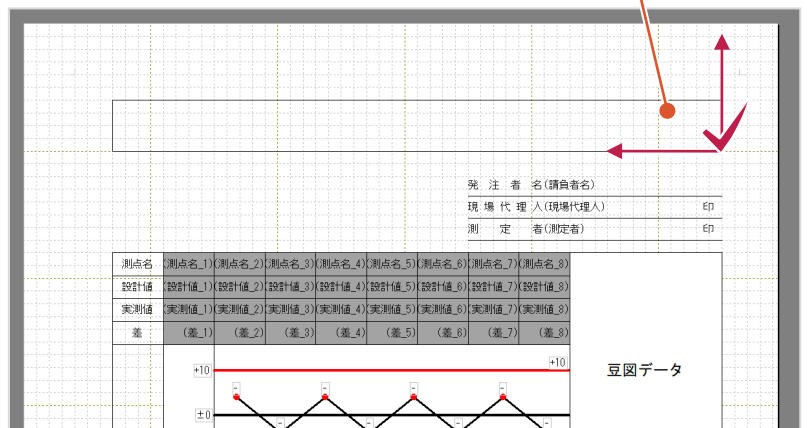 発 注 者 名(請負者名)
現 場 代 理 人(現場代理人) 印
測 定 者(測定者) 印
測点名 (測点名_1)(測点名_2)(測点名_3)(測点名_4)(測点名_5)(測点名_6)(測点名_7)(測点名_8)
設計値 (設計値_1)(設計値_2)(設計値_3)(設計値_4)(設計値_5)(設計値_6)(設計値_7)(設計値_8)
実測値 (実測値_1)(実測値_2)(実測値_3)(実測値_4)(実測値_5)(実測値_6)(実測値_7)(実測値_8)
差 (差_1) (差_2) (差_3) (差_4) (差_5) (差_6) (差_7) (差_8)
+10
+10
豆図データ
- - - -
±0
- - - -